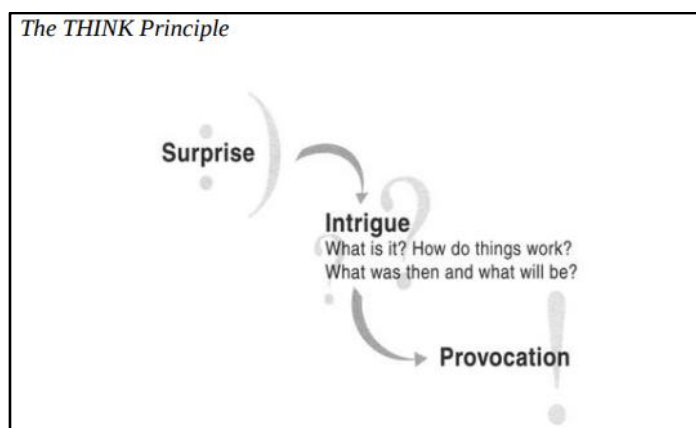 The THINK Principle
:)
Surprise
?
Intrigue
?
What is it? How do things work?
What was then and what will be?
!
Provocation